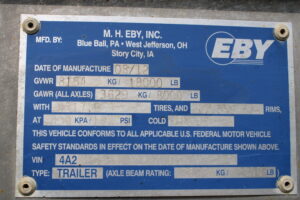 M. H. EBY, INC.
MFD. BY: Blue Ball, PA • West Jefferson, OH
Story City, IA
EBY
DATE OF MANUFACTURE 05/12
GVWR KG/ LB
GAWR (ALL AXLES) KG/ 8000 LB
WITH TIRES, AND RIMS,
AT KPA/ PSI COLD
THIS VEHICLE CONFORMS TO ALL APPLICABLE U.S. FEDERAL MOTOR VEHICLE
SAFETY STANDARDS IN EFFECT ON THE DATE OF MANUFACTURE SHOWN ABOVE.
VIN 4A2
TYPE: TRAILER (AXLE BEAM RATING: KG/ LB